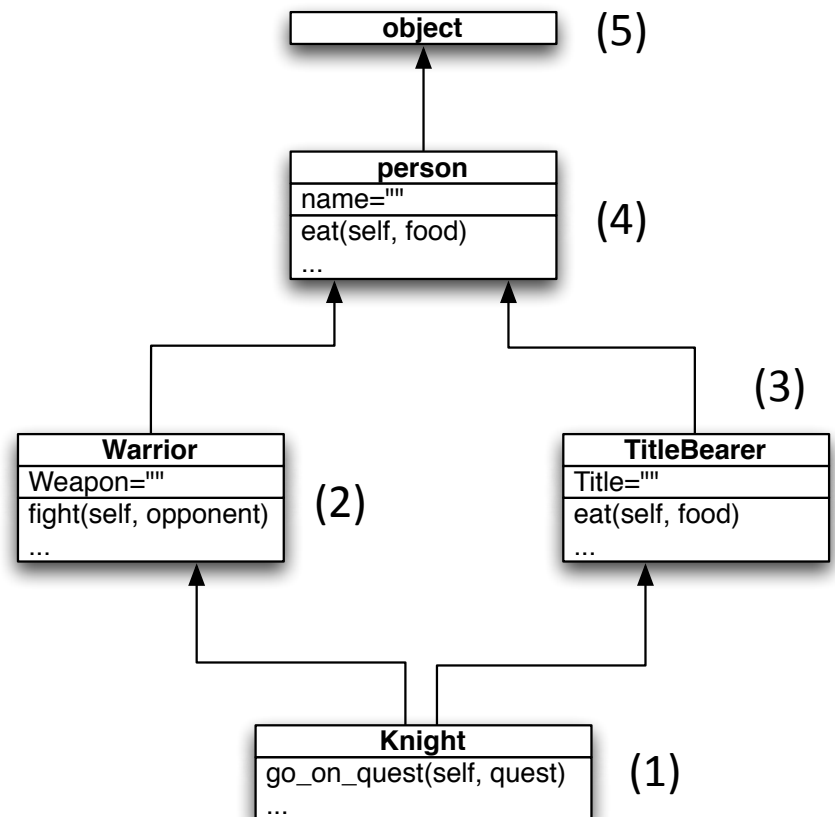 object
(5)
person
name=""
eat(self, food)
...
(4)
(3)
Warrior
Weapon=""
fight(self, opponent)
...
(2)
TitleBearer
Title=""
eat(self, food)
...
Knight
go_on_quest(self, quest)
...
(1)